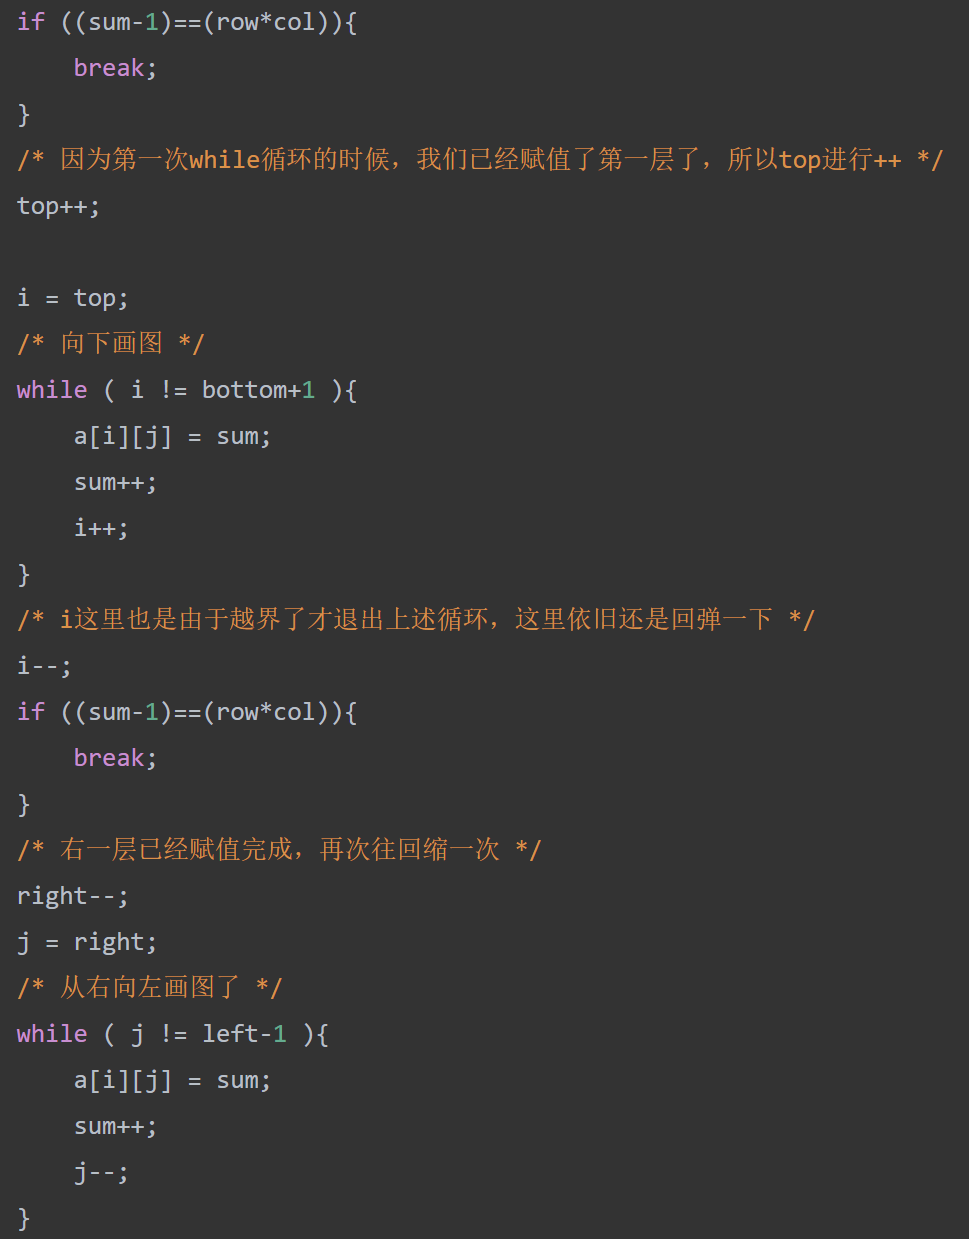 if ((sum-1)==(row*col)){
    break;
}
/* 因为第一次while循环的时候，我们已经赋值了第一层了，所以top进行++ */
top++;

i = top;
/* 向下画图 */
while ( i != bottom+1 ){
    a[i][j] = sum;
    sum++;
    i++;
}
/* i这里也是由于越界了才退出上述循环，这里依旧还是回弹一下 */
i--;
if ((sum-1)==(row*col)){
    break;
}
/* 右一层已经赋值完成，再次往回缩一次 */
right--;
j = right;
/* 从右向左画图了 */
while ( j != left-1 ){
    a[i][j] = sum;
    sum++;
    j--;
}